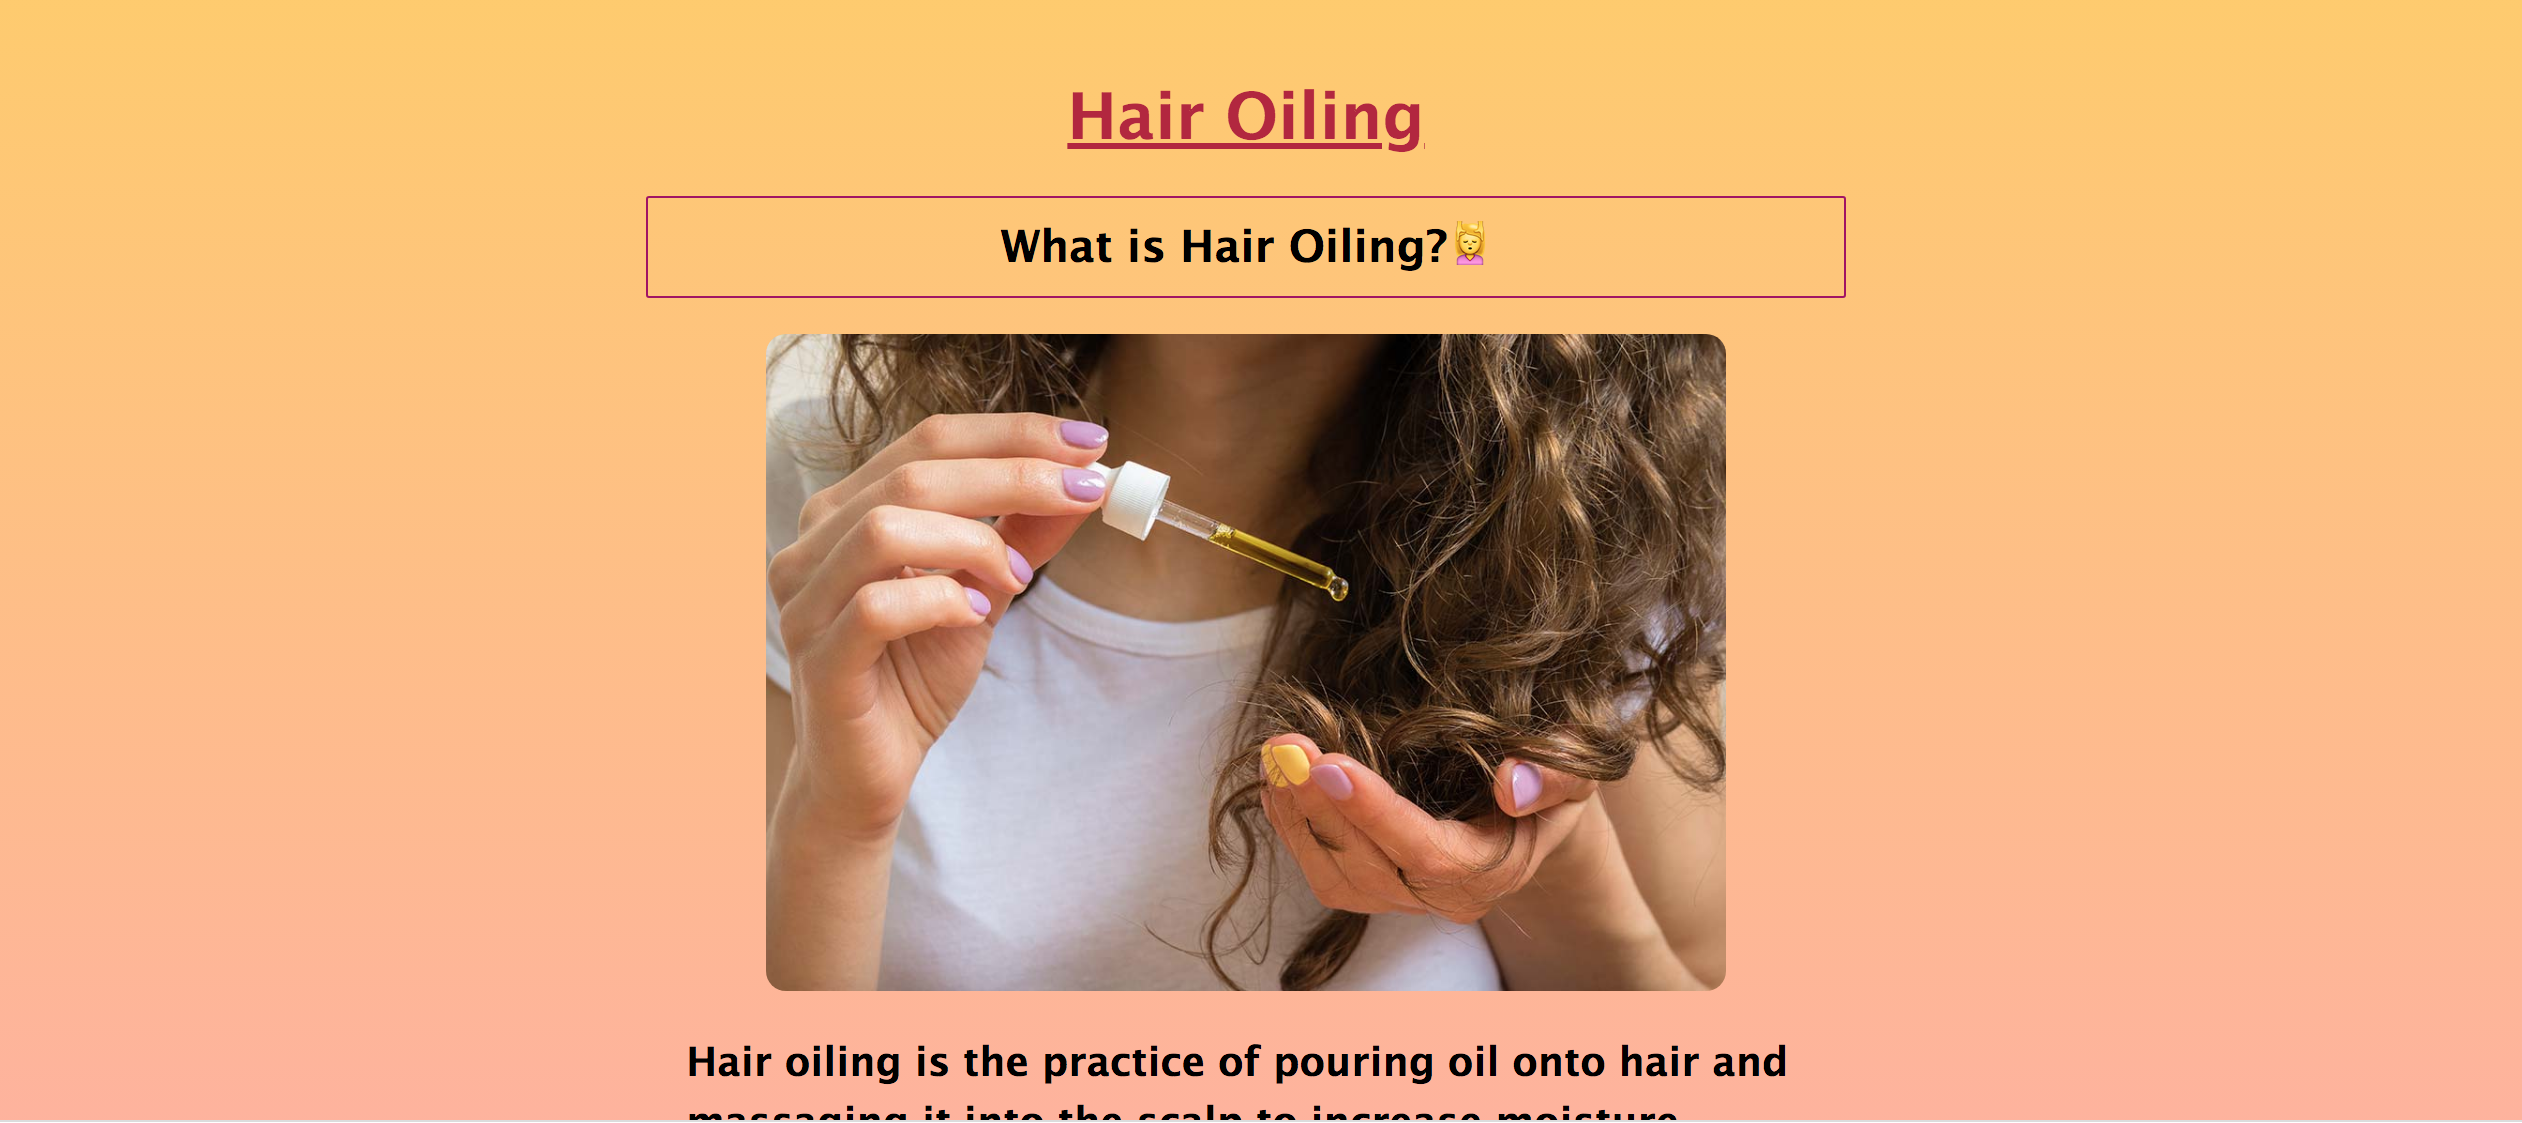 Hair Oiling
What is Hair Oiling?💆
Hair oiling is the practice of pouring oil onto hair and
massaging it into the scalp to increase moisture